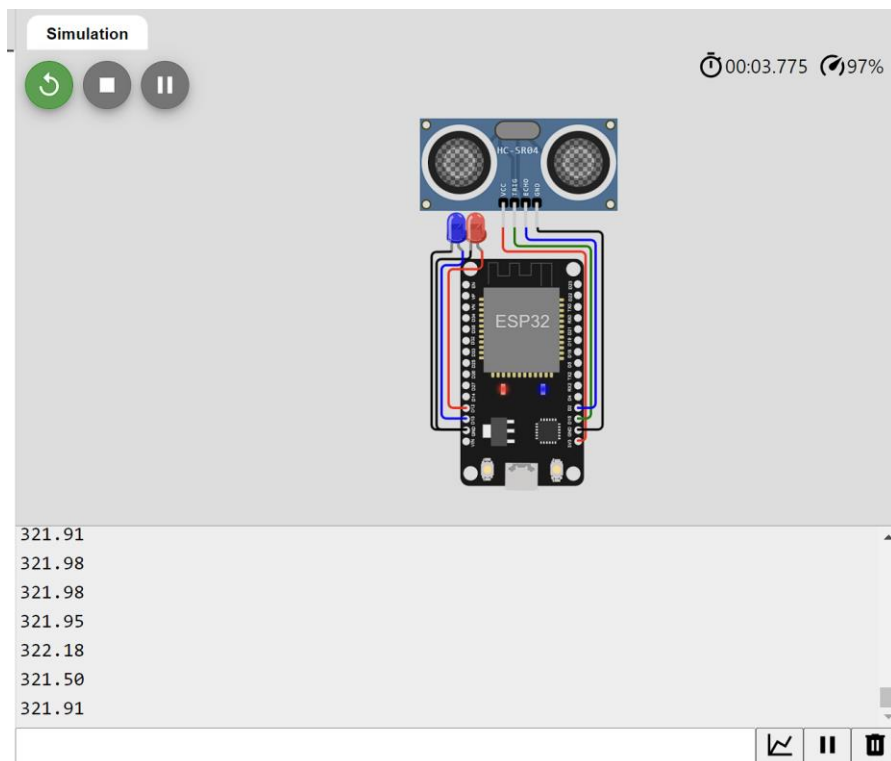 Simulation
00:03.775 97%
HC-SR04
VCC
TRIG
ECHO
GND
ESP32
321.91
321.98
321.98
321.95
322.18
321.50
321.91